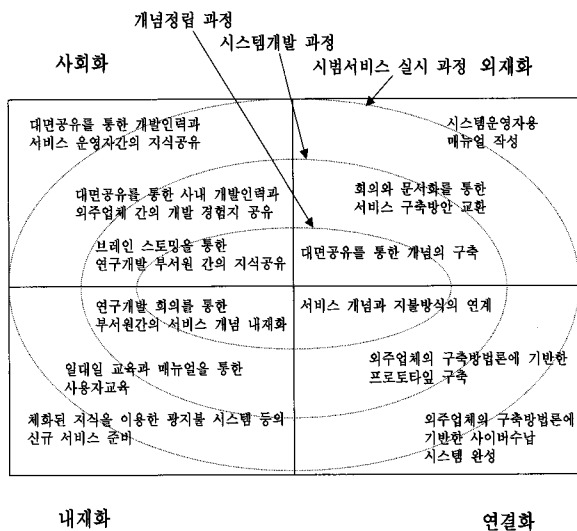 개념정립 과정
시스템개발 과정
사회화
시범서비스 실시 과정 외재화
대면공유를 통한 개발인력과
서비스 운영자간의 지식공유
시스템운영자용
매뉴얼 작성
대면공유를 통한 사내 개발인력과
외주업체 간의 개발 경험지 공유
회의와 문서화를 통한
서비스 구축방안 교환
브레인 스토밍을 통한
연구개발 부서원 간의 지식공유
대면공유를 통한 개념의 구축
연구개발 회의를 통한
부서원간의 서비스 개념 내재화
서비스 개념과 지불방식의 연계
일대일 교육과 매뉴얼을 통한
사용자교육
외주업체의 구축방법론에 기반한
프로토타잎 구축
체화된 지식을 이용한 광지불 시스템 등의
신규 서비스 준비
외주업체의 구축방법론에
기반한 사이버수납
시스템 완성
내재화
연결화